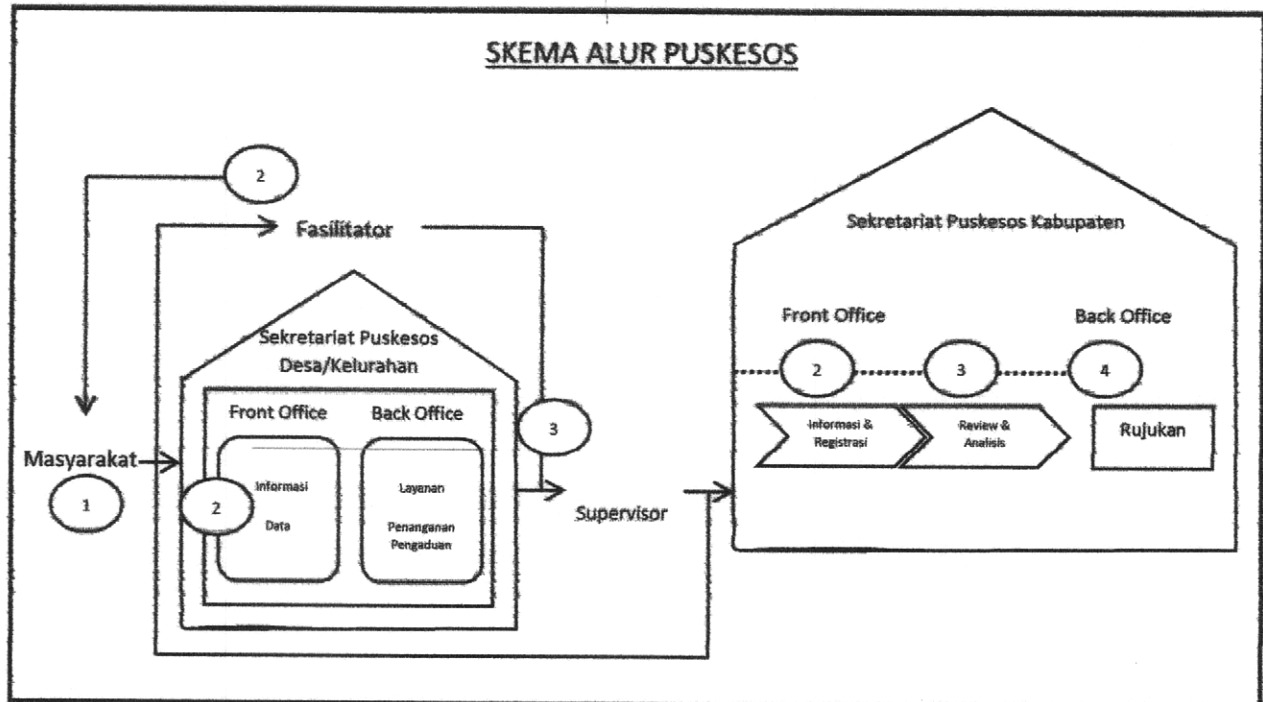 SKEMA ALUR PUSKESOS
2
Fasilitator
Sekretariat Puskesos
Desa/Kelurahan
Front Office
Back Office
Informasi
Data
Layanan
Penanganan
Pengaduan
Masyarakat
1
2
3
Supervisor
Sekretariat Puskesos Kabupaten
Front Office
Back Office
2
3
4
Informasi &
Registrasi
Review &
Analisis
Rujukan